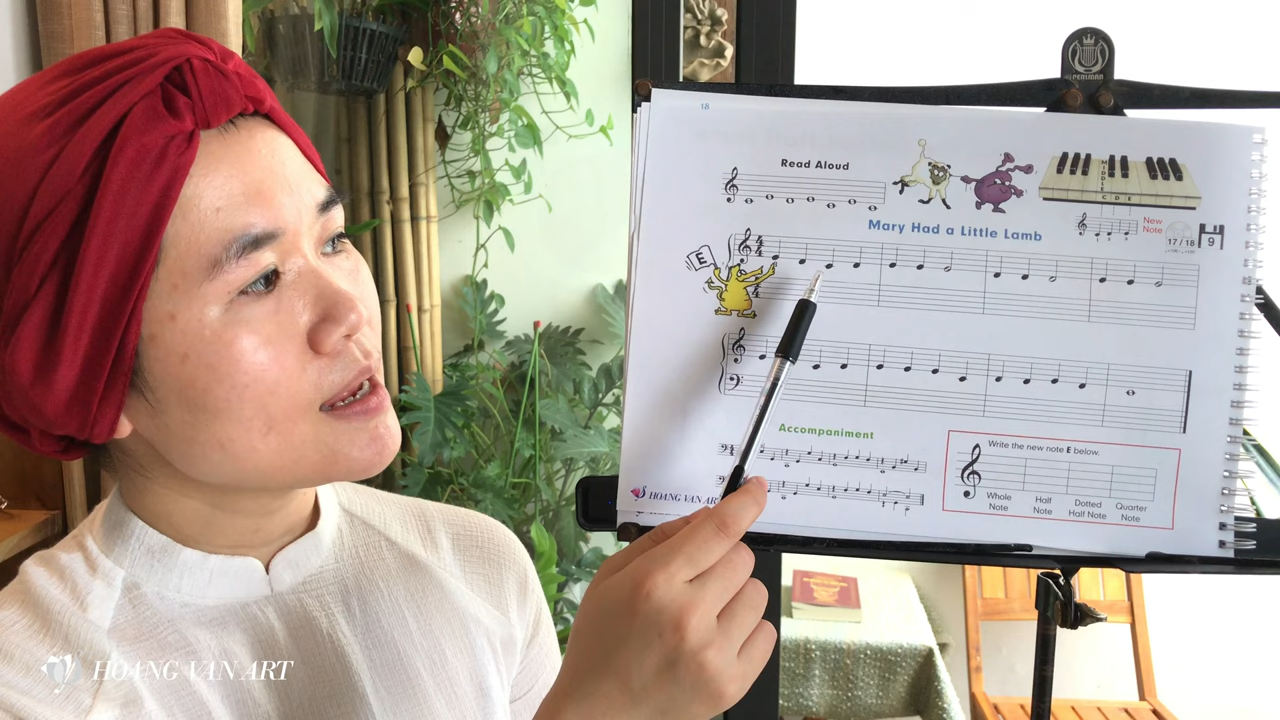 PERLMAN
18
Read Aloud
MIDDLE
C D E
Mary Had a Little Lamb
New
Note
17 / 18
9
E
Accompaniment
Write the new note E below.
Whole
Note
Half
Note
Dotted
Half Note
Quarter
Note
HOANG VAN ART
HOANG VAN ART